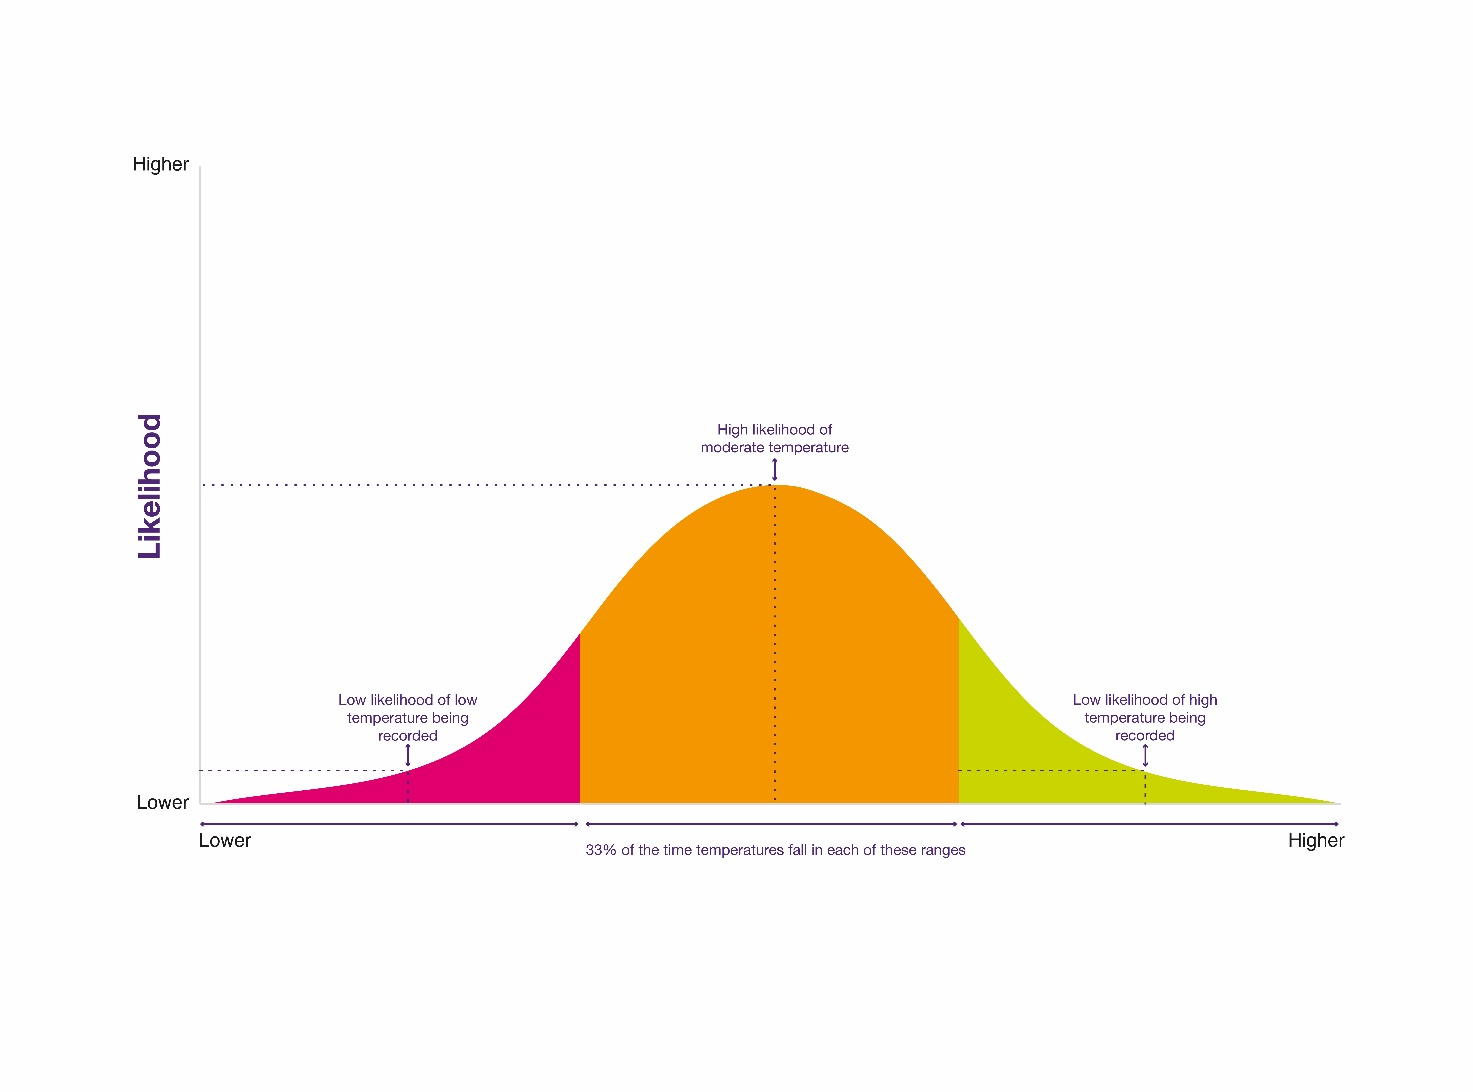 Higher
Likelihood
High likelihood of
moderate temperature
Low likelihood of low
temperature being
recorded
Low likelihood of high
temperature being
recorded
Lower
Lower
Higher
33% of the time temperatures fall in each of these ranges